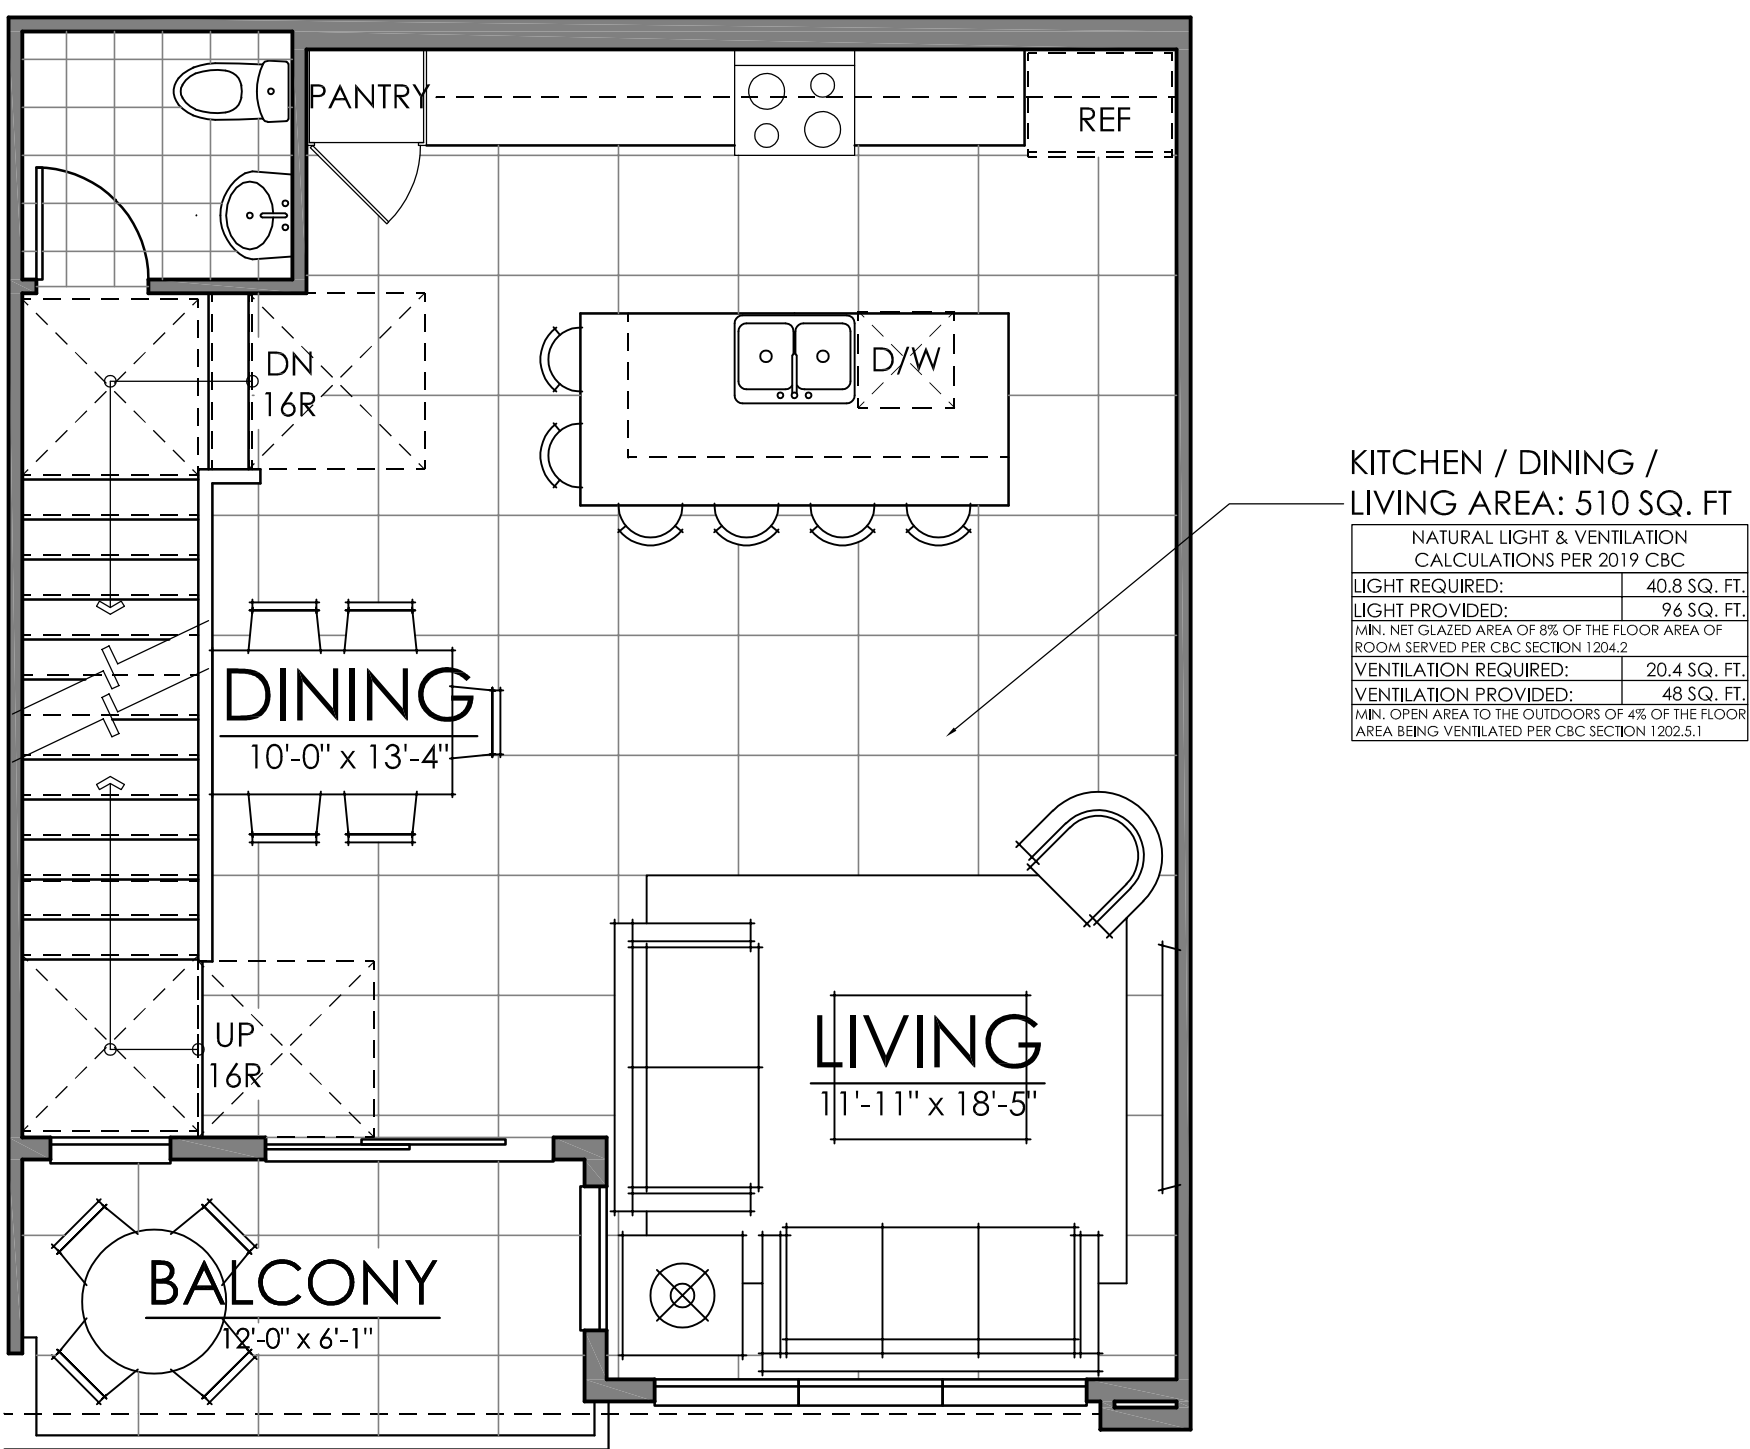 PANTRY
REF
DN
16R
D/W
KITCHEN / DINING /
LIVING AREA: 510 SQ. FT
NATURAL LIGHT & VENTILATION
CALCULATIONS PER 2019 CBC
LIGHT REQUIRED: 40.8 SQ. FT.
LIGHT PROVIDED: 96 SQ. FT.
MIN. NET GLAZED AREA OF 8% OF THE FLOOR AREA OF
ROOM SERVED PER CBC SECTION 1204.2
VENTILATION REQUIRED: 20.4 SQ. FT.
VENTILATION PROVIDED: 48 SQ. FT.
MIN. OPEN AREA TO THE OUTDOORS OF 4% OF THE FLOOR
AREA BEING VENTILATED PER CBC SECTION 1202.5.1
DINING
10'-0" x 13'-4"
UP
16R
LIVING
11'-11" x 18'-5"
BALCONY
12'-0" x 6'-1"